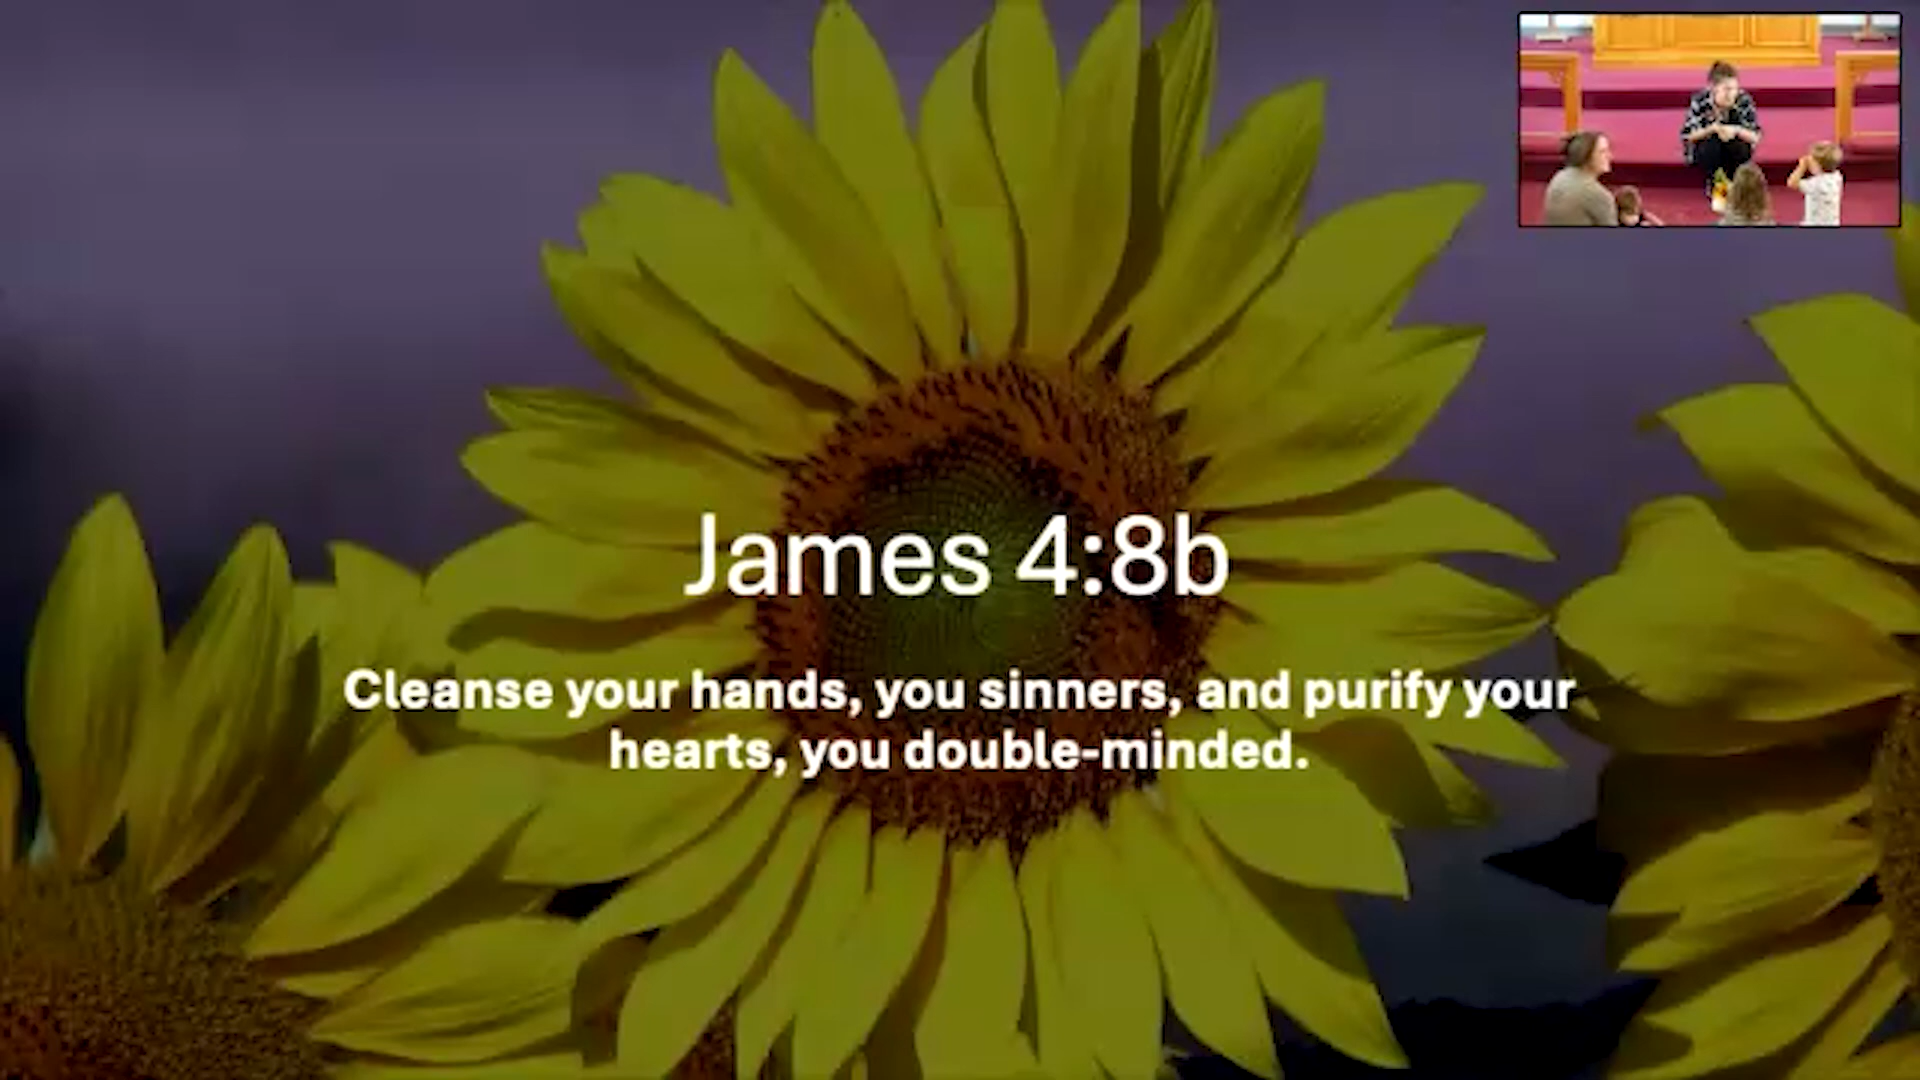 James 4:8b
Cleanse your hands, you sinners, and purify your
hearts, you double-minded.